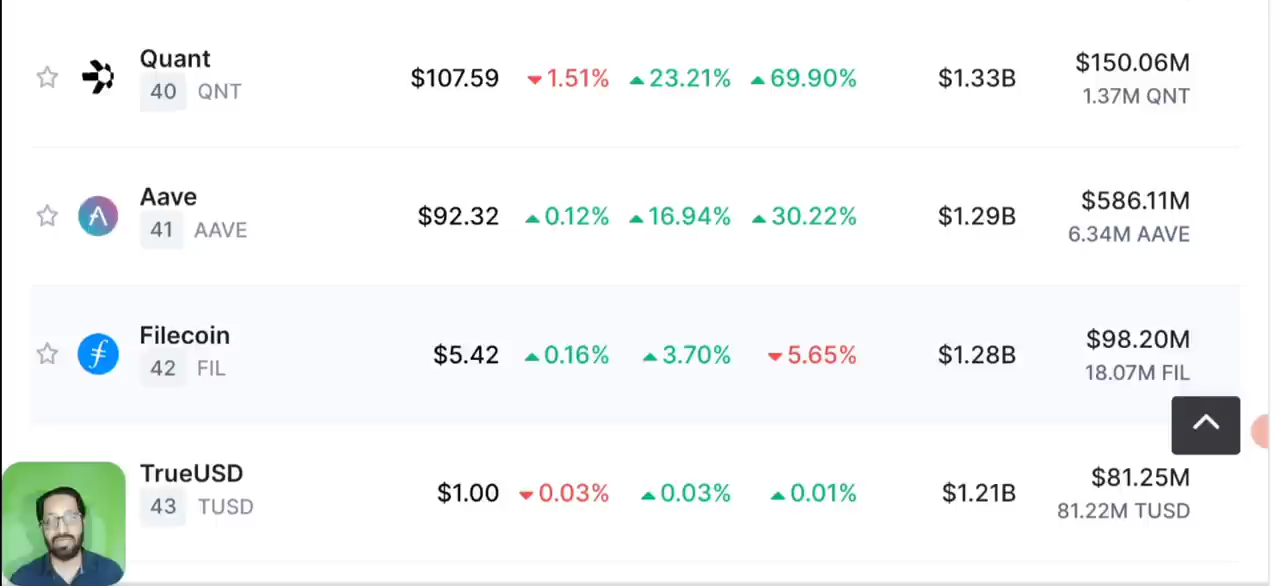 Quant
40 QNT
$107.59 ▼1.51% ▲23.21% ▲69.90% $1.33B
$150.06M
1.37M QNT
Aave
41 AAVE
$92.32 ▲0.12% ▲16.94% ▲30.22% $1.29B
$586.11M
6.34M AAVE
Filecoin
42 FIL
$5.42 ▲0.16% ▲3.70% ▼5.65% $1.28B
$98.20M
18.07M FIL
TrueUSD
43 TUSD
$1.00 ▼0.03% ▲0.03% ▲0.01% $1.21B
$81.25M
81.22M TUSD